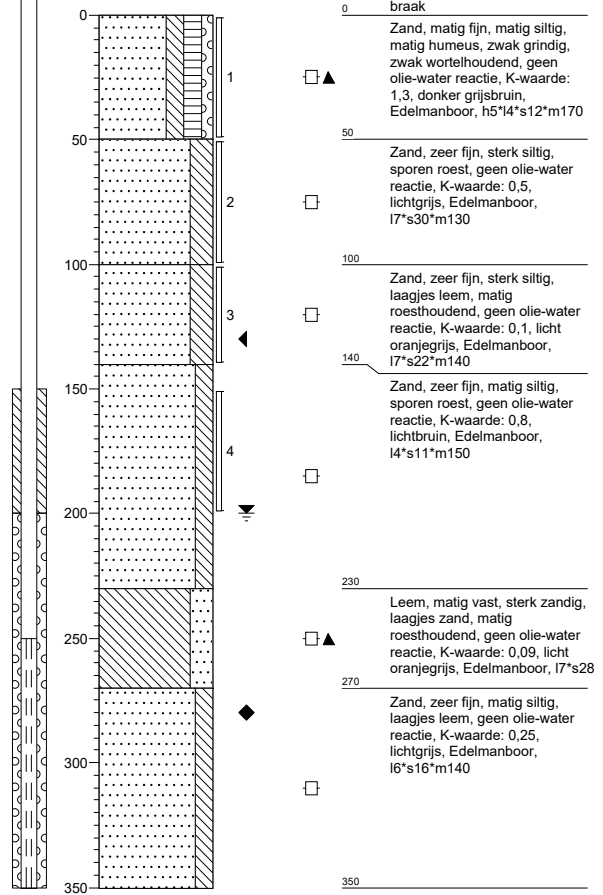 0
braak
0
Zand, matig fijn, matig siltig,
matig humeus, zwak grindig,
zwak wortelhoudend, geen
olie-water reactie, K-waarde:
1,3, donker grijsbruin,
Edelmanboor, h5*l4*s12*m170
1
50
50
Zand, zeer fijn, sterk siltig,
sporen roest, geen olie-water
reactie, K-waarde: 0,5,
lichtgrijs, Edelmanboor,
l7*s30*m130
2
100
100
Zand, zeer fijn, sterk siltig,
laagjes leem, matig
roesthoudend, geen olie-water
reactie, K-waarde: 0,1, licht
oranjegrijs, Edelmanboor,
l7*s22*m140
3
140
150
Zand, zeer fijn, matig siltig,
sporen roest, geen olie-water
reactie, K-waarde: 0,8,
lichtbruin, Edelmanboor,
l4*s11*m150
4
200
230
250
Leem, matig vast, sterk zandig,
laagjes zand, matig
roesthoudend, geen olie-water
reactie, K-waarde: 0,09, licht
oranjegrijs, Edelmanboor, l7*s28
270
Zand, zeer fijn, matig siltig,
laagjes leem, geen olie-water
reactie, K-waarde: 0,25,
lichtgrijs, Edelmanboor,
l6*s16*m140
300
350
350